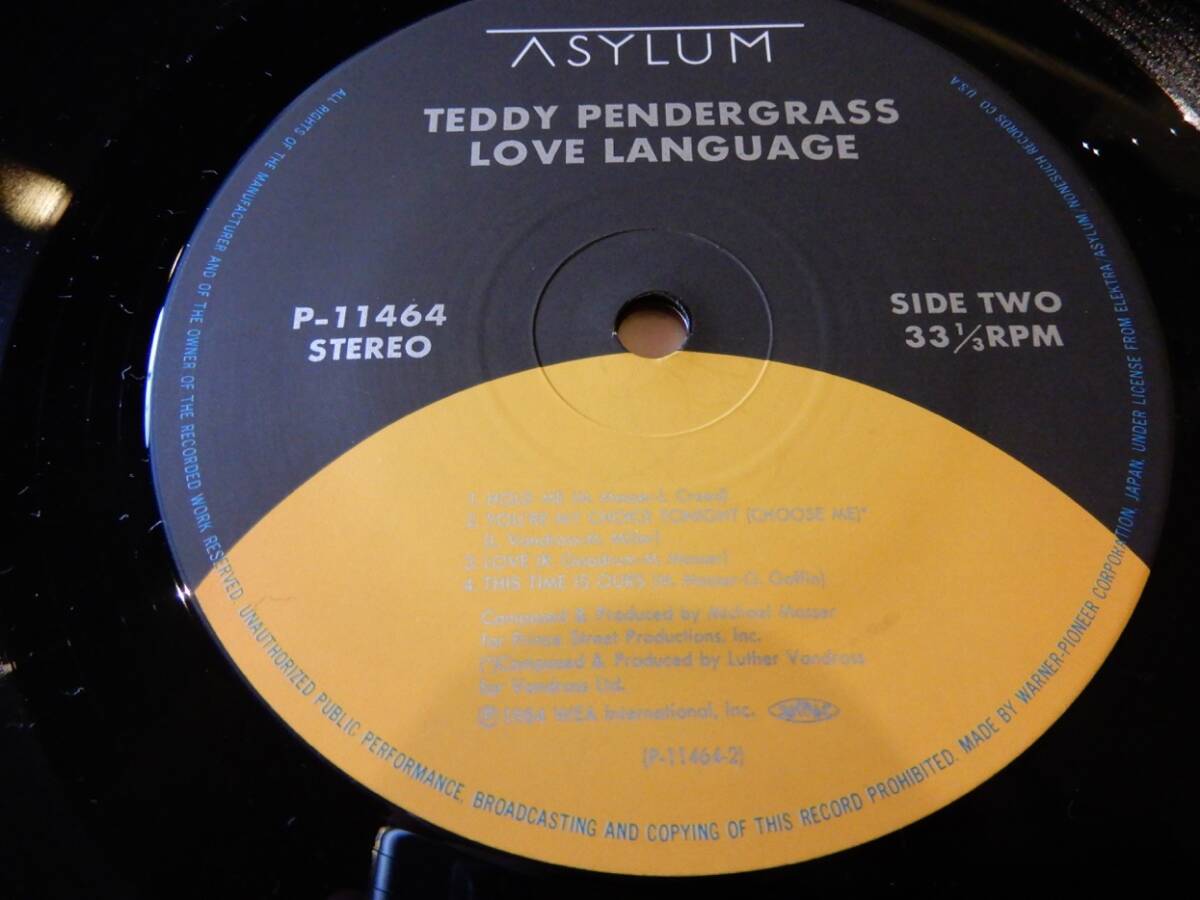 ASYLUM
TEDDY PENDERGRASS
LOVE LANGUAGE
P-11464
STEREO
SIDE TWO
33 1/3 RPM
1. HOLD ME (M. Masser-L. Creed)
2. YOU'RE MY CHOICE TONIGHT (CHOOSE ME)*
(L. Vandross-M. Miller)
3. LOVE (K. Goodrum-M. Masser)
4. THIS TIME IS OURS (M. Masser-G. Goffin)
Composed & Produced by Michael Masser
for Prince Street Productions, Inc.
(*)Composed & Produced by Luther Vandross
for Vandross Ltd.
℗ 1984 WEA International, Inc.
(P-11464-2)
ALL RIGHTS OF THE MANUFACTURER AND OF THE OWNER OF THE RECORDED WORK RESERVED. UNAUTHORIZED PUBLIC PERFORMANCE, BROADCASTING AND COPYING OF THIS RECORD PROHIBITED. MADE BY WARNER-PIONEER CORPORATION, JAPAN, UNDER LICENSE FROM ELEKTRA/ASYLUM NONESUCH RECORDS CO U.S.A